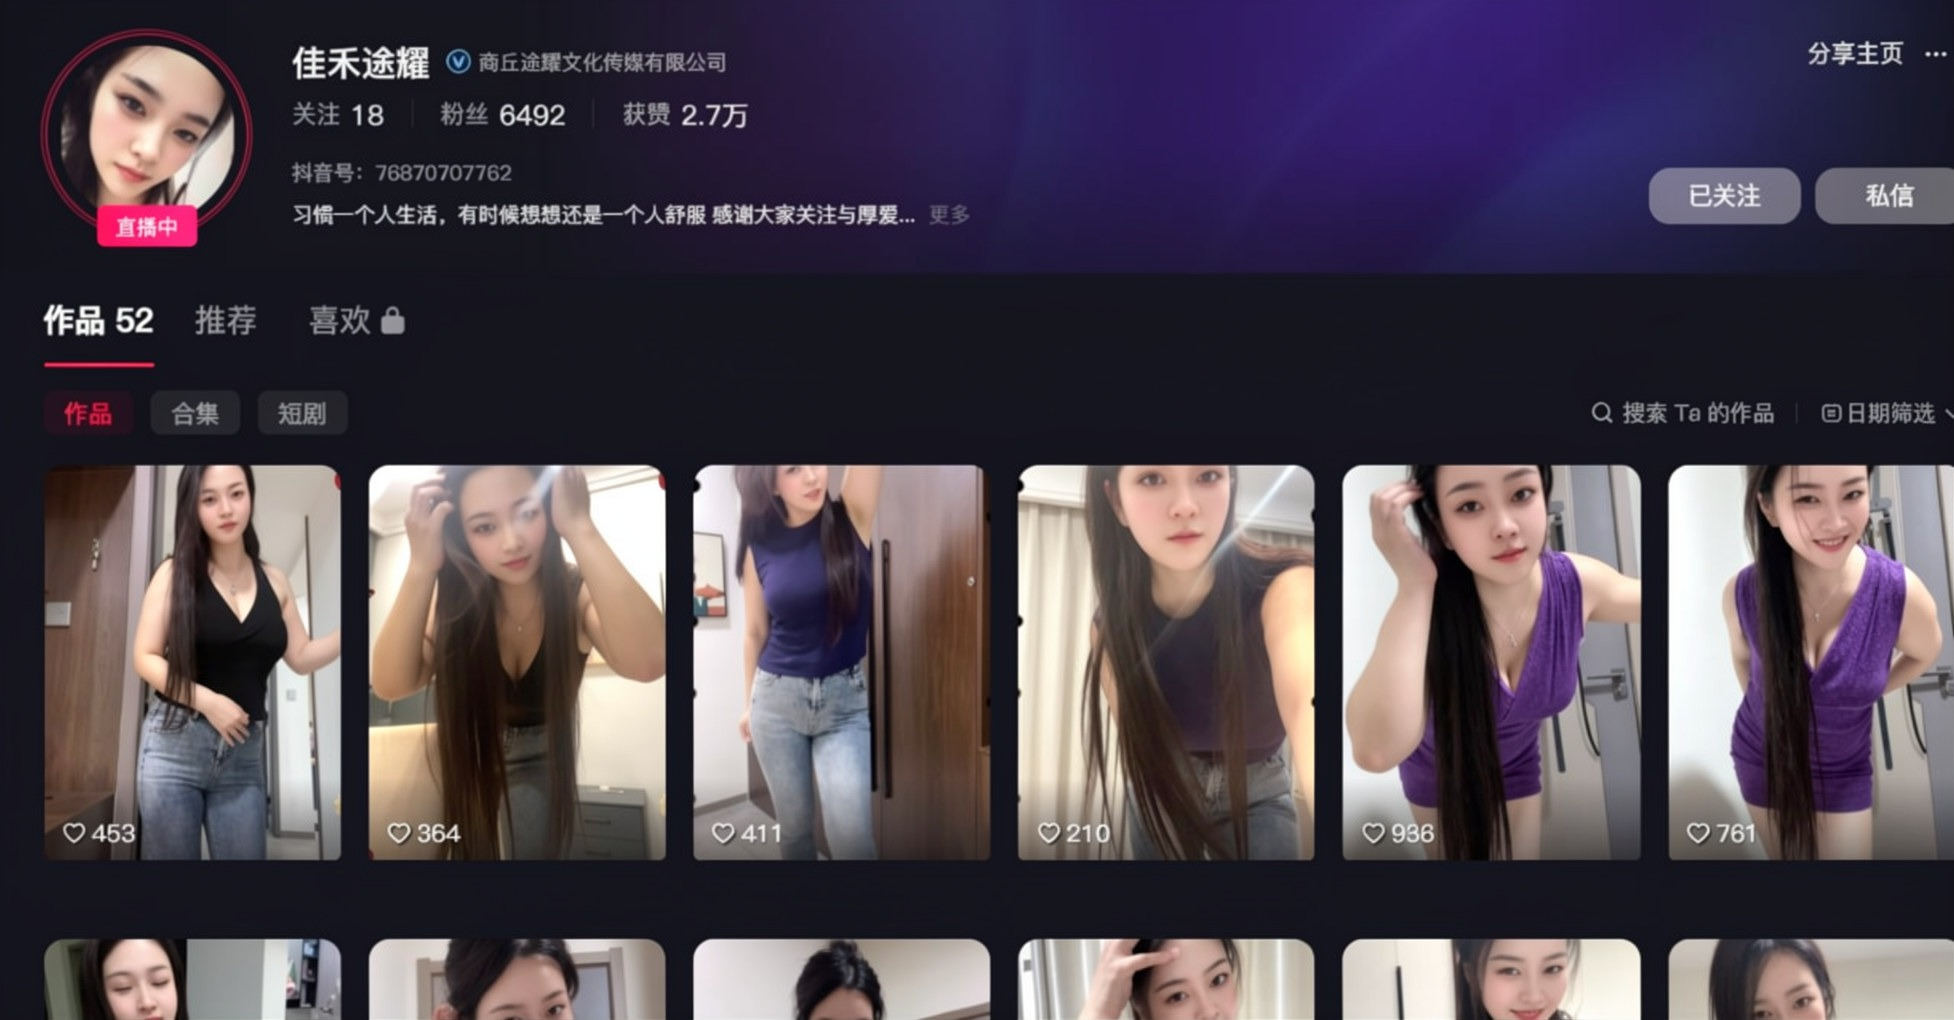 佳禾途耀 商丘途耀文化传媒有限公司
分享主页 ...
关注 18 粉丝 6492 获赞 2.7万
抖音号：76870707762
已关注 私信
习惯一个人生活，有时候想想还是一个人舒服 感谢大家关注与厚爱... 更多
直播中
作品 52 推荐 喜欢
作品 合集 短剧
搜索 Ta 的作品 日期筛选
453 364 411 210 936 761